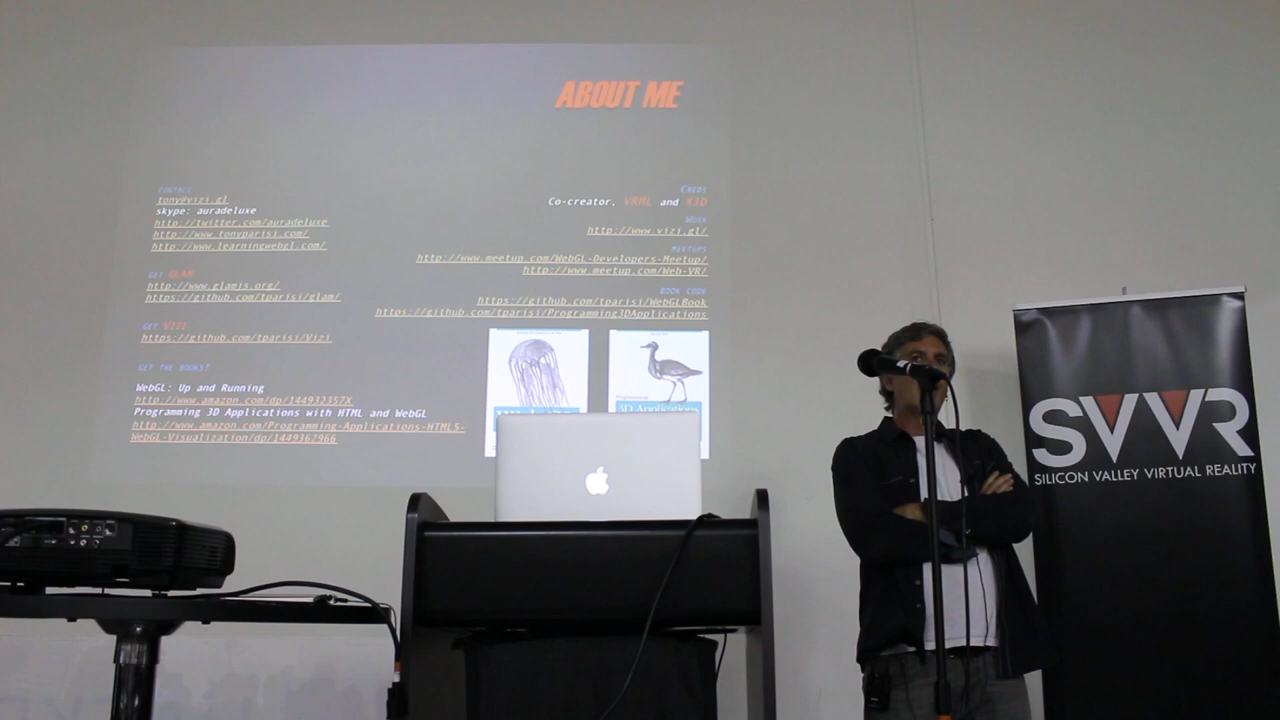 ABOUT ME
CONTACT
tony@vizi.gl
skype: auradeluxe
http://twitter.com/auradeluxe
http://www.tonyparisi.com/
http://www.learningwebgl.com/
GET GLAM
http://www.glamjs.org/
https://github.com/tparisi/glam/
GET VIZI
https://github.com/tparisi/Vizi
GET THE BOOKS!
WebGL: Up and Running
http://www.amazon.com/dp/144932357X
Programming 3D Applications with HTML and WebGL
http://www.amazon.com/Programming-Applications-HTML5-
WebGL-Visualization/dp/1449362966
CREDS
Co-creator, VRML and X3D
WORK
http://www.vizi.gl/
MEETUPS
http://www.meetup.com/WebGL-Developers-Meetup/
http://www.meetup.com/Web-VR/
BOOK CODE
https://github.com/tparisi/WebGLBook
https://github.com/tparisi/Programming3DApplications
Programming
3D Applications
SVVR
SILICON VALLEY VIRTUAL REALITY